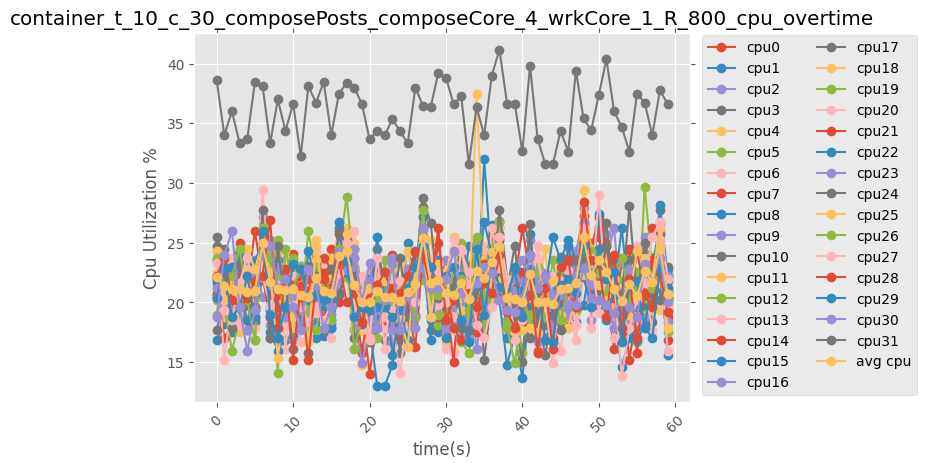 container_t_10_c_30_composePosts_composeCore_4_wrkCore_1_R_800_cpu_overtime
40
35
30
25
20
15
Cpu Utilization %
0
10
20
30
40
50
60
time(s)
cpu0
cpu1
cpu2
cpu3
cpu4
cpu5
cpu6
cpu7
cpu8
cpu9
cpu10
cpu11
cpu12
cpu13
cpu14
cpu15
cpu16
cpu17
cpu18
cpu19
cpu20
cpu21
cpu22
cpu23
cpu24
cpu25
cpu26
cpu27
cpu28
cpu29
cpu30
cpu31
avg cpu